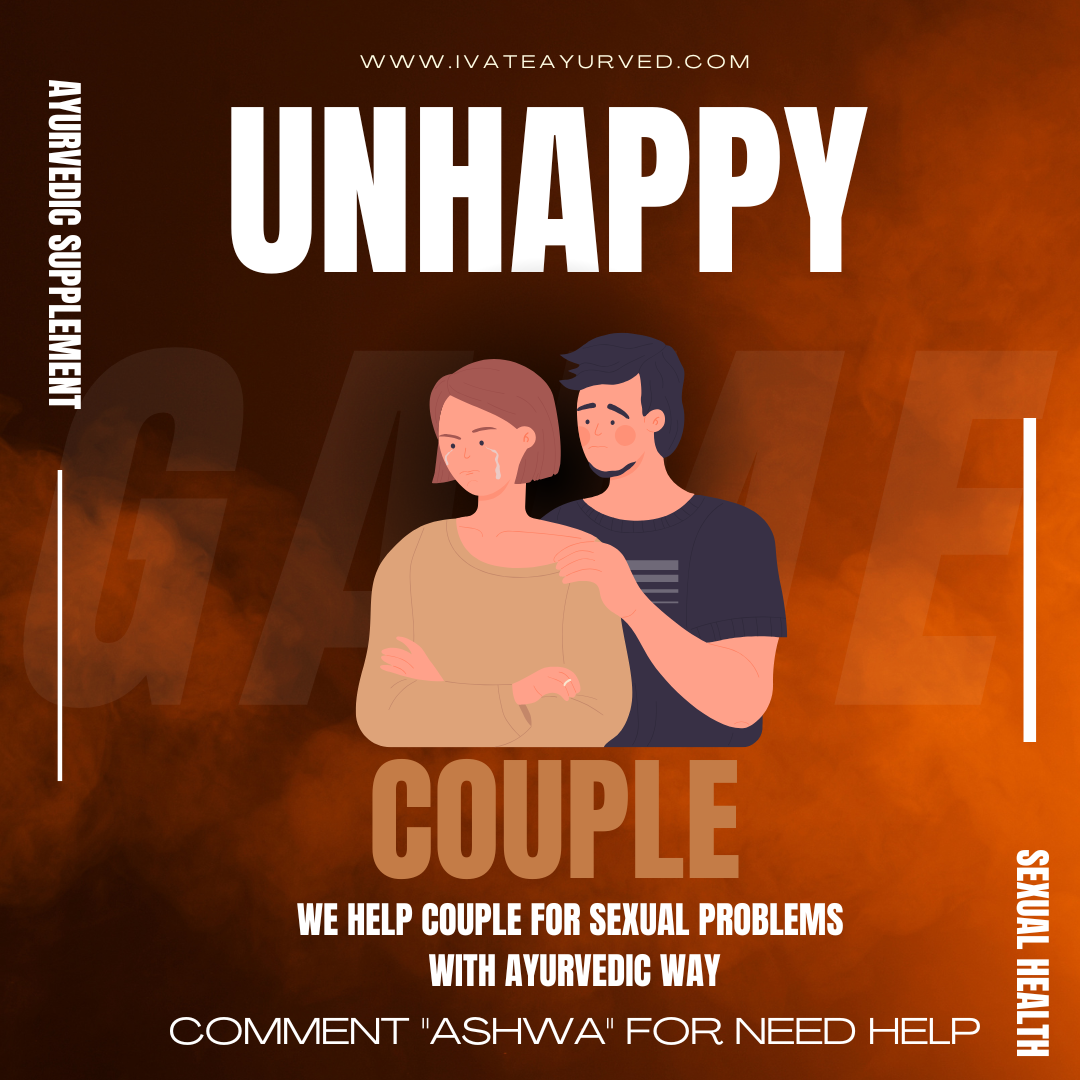 WWW.IVATEAYURVED.COM
UNHAPPY
AYURVEDIC SUPPLEMENT
GAME
COUPLE
WE HELP COUPLE FOR SEXUAL PROBLEMS
WITH AYURVEDIC WAY
COMMENT "ASHWA" FOR NEED HELP
SEXUAL HEALTH